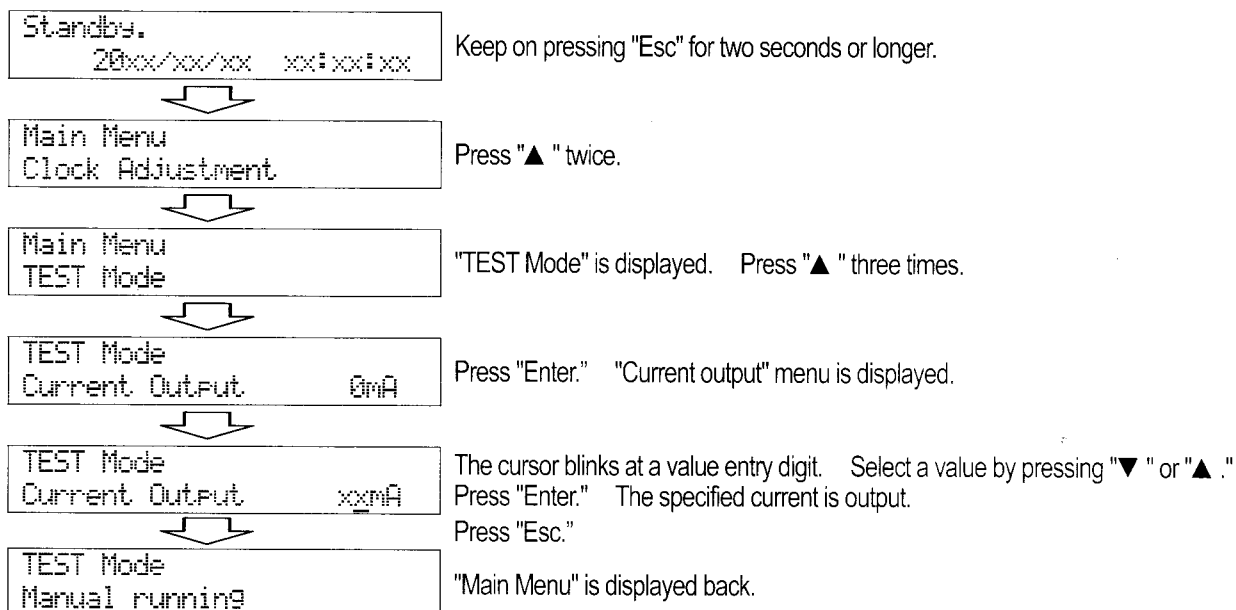 Standby.
20xx/xx/xx xx:xx:xx
Keep on pressing "Esc" for two seconds or longer.
Main Menu
Clock Adjustment
Press "▲ " twice.
Main Menu
TEST Mode
"TEST Mode" is displayed. Press "▲ " three times.
TEST Mode
Current Output 0mA
Press "Enter.” "Current output" menu is displayed.
TEST Mode
Current Output xxmA
The cursor blinks at a value entry digit. Select a value by pressing "▼ " or "▲ ."
Press "Enter." The specified current is output.
Press "Esc.”
TEST Mode
Manual running
"Main Menu" is displayed back.